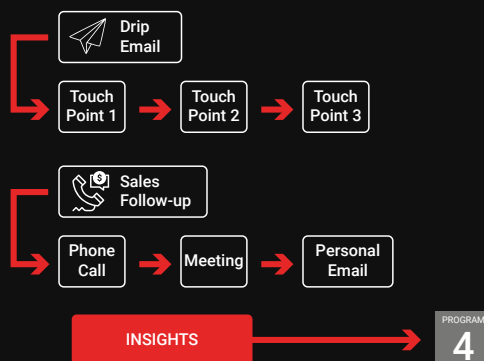 Drip
Email
Touch
Point 1
Touch
Point 2
Touch
Point 3
$
Sales
Follow-up
Phone
Call
Meeting
Personal
Email
INSIGHTS
PROGRAM
4